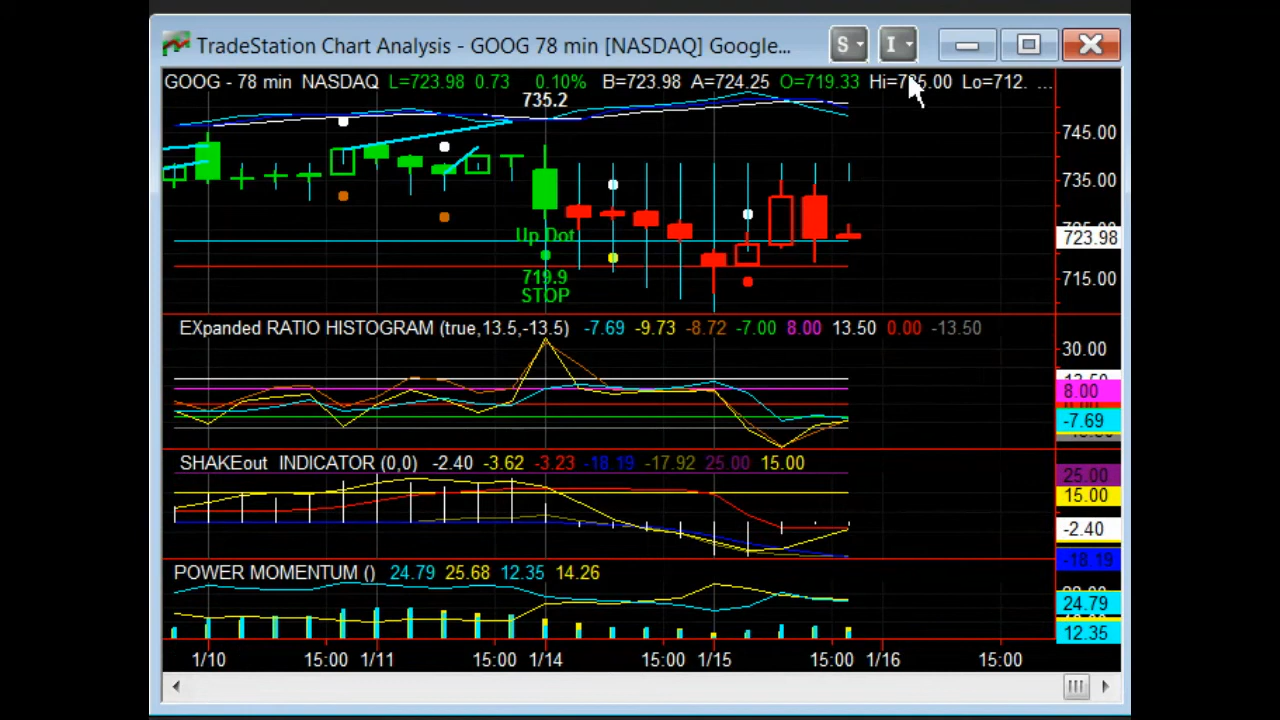 TradeStation Chart Analysis - GOOG 78 min [NASDAQ] Google...
S
I
GOOG - 78 min NASDAQ L=723.98 0.73 0.10% B=723.98 A=724.25 O=719.33 Lo=712. ...
735.2
745.00
735.00
723.98
Up Dot
715.00
719.9
STOP
EXpanded RATIO HISTOGRAM (true,13.5,-13.5) -7.69 -9.73 -8.72 -7.00 8.00 13.50 0.00 -13.50
30.00
8.00
-7.69
SHAKEout INDICATOR (0,0) -2.40 -3.62 -3.23 -18.19 -17.92 25.00 15.00
25.00
15.00
-2.40
-18.19
POWER MOMENTUM () 24.79 25.68 12.35 14.26
24.79
12.35
1/10 15:00 1/11 15:00 1/14 15:00 1/15 15:00 1/16 15:00